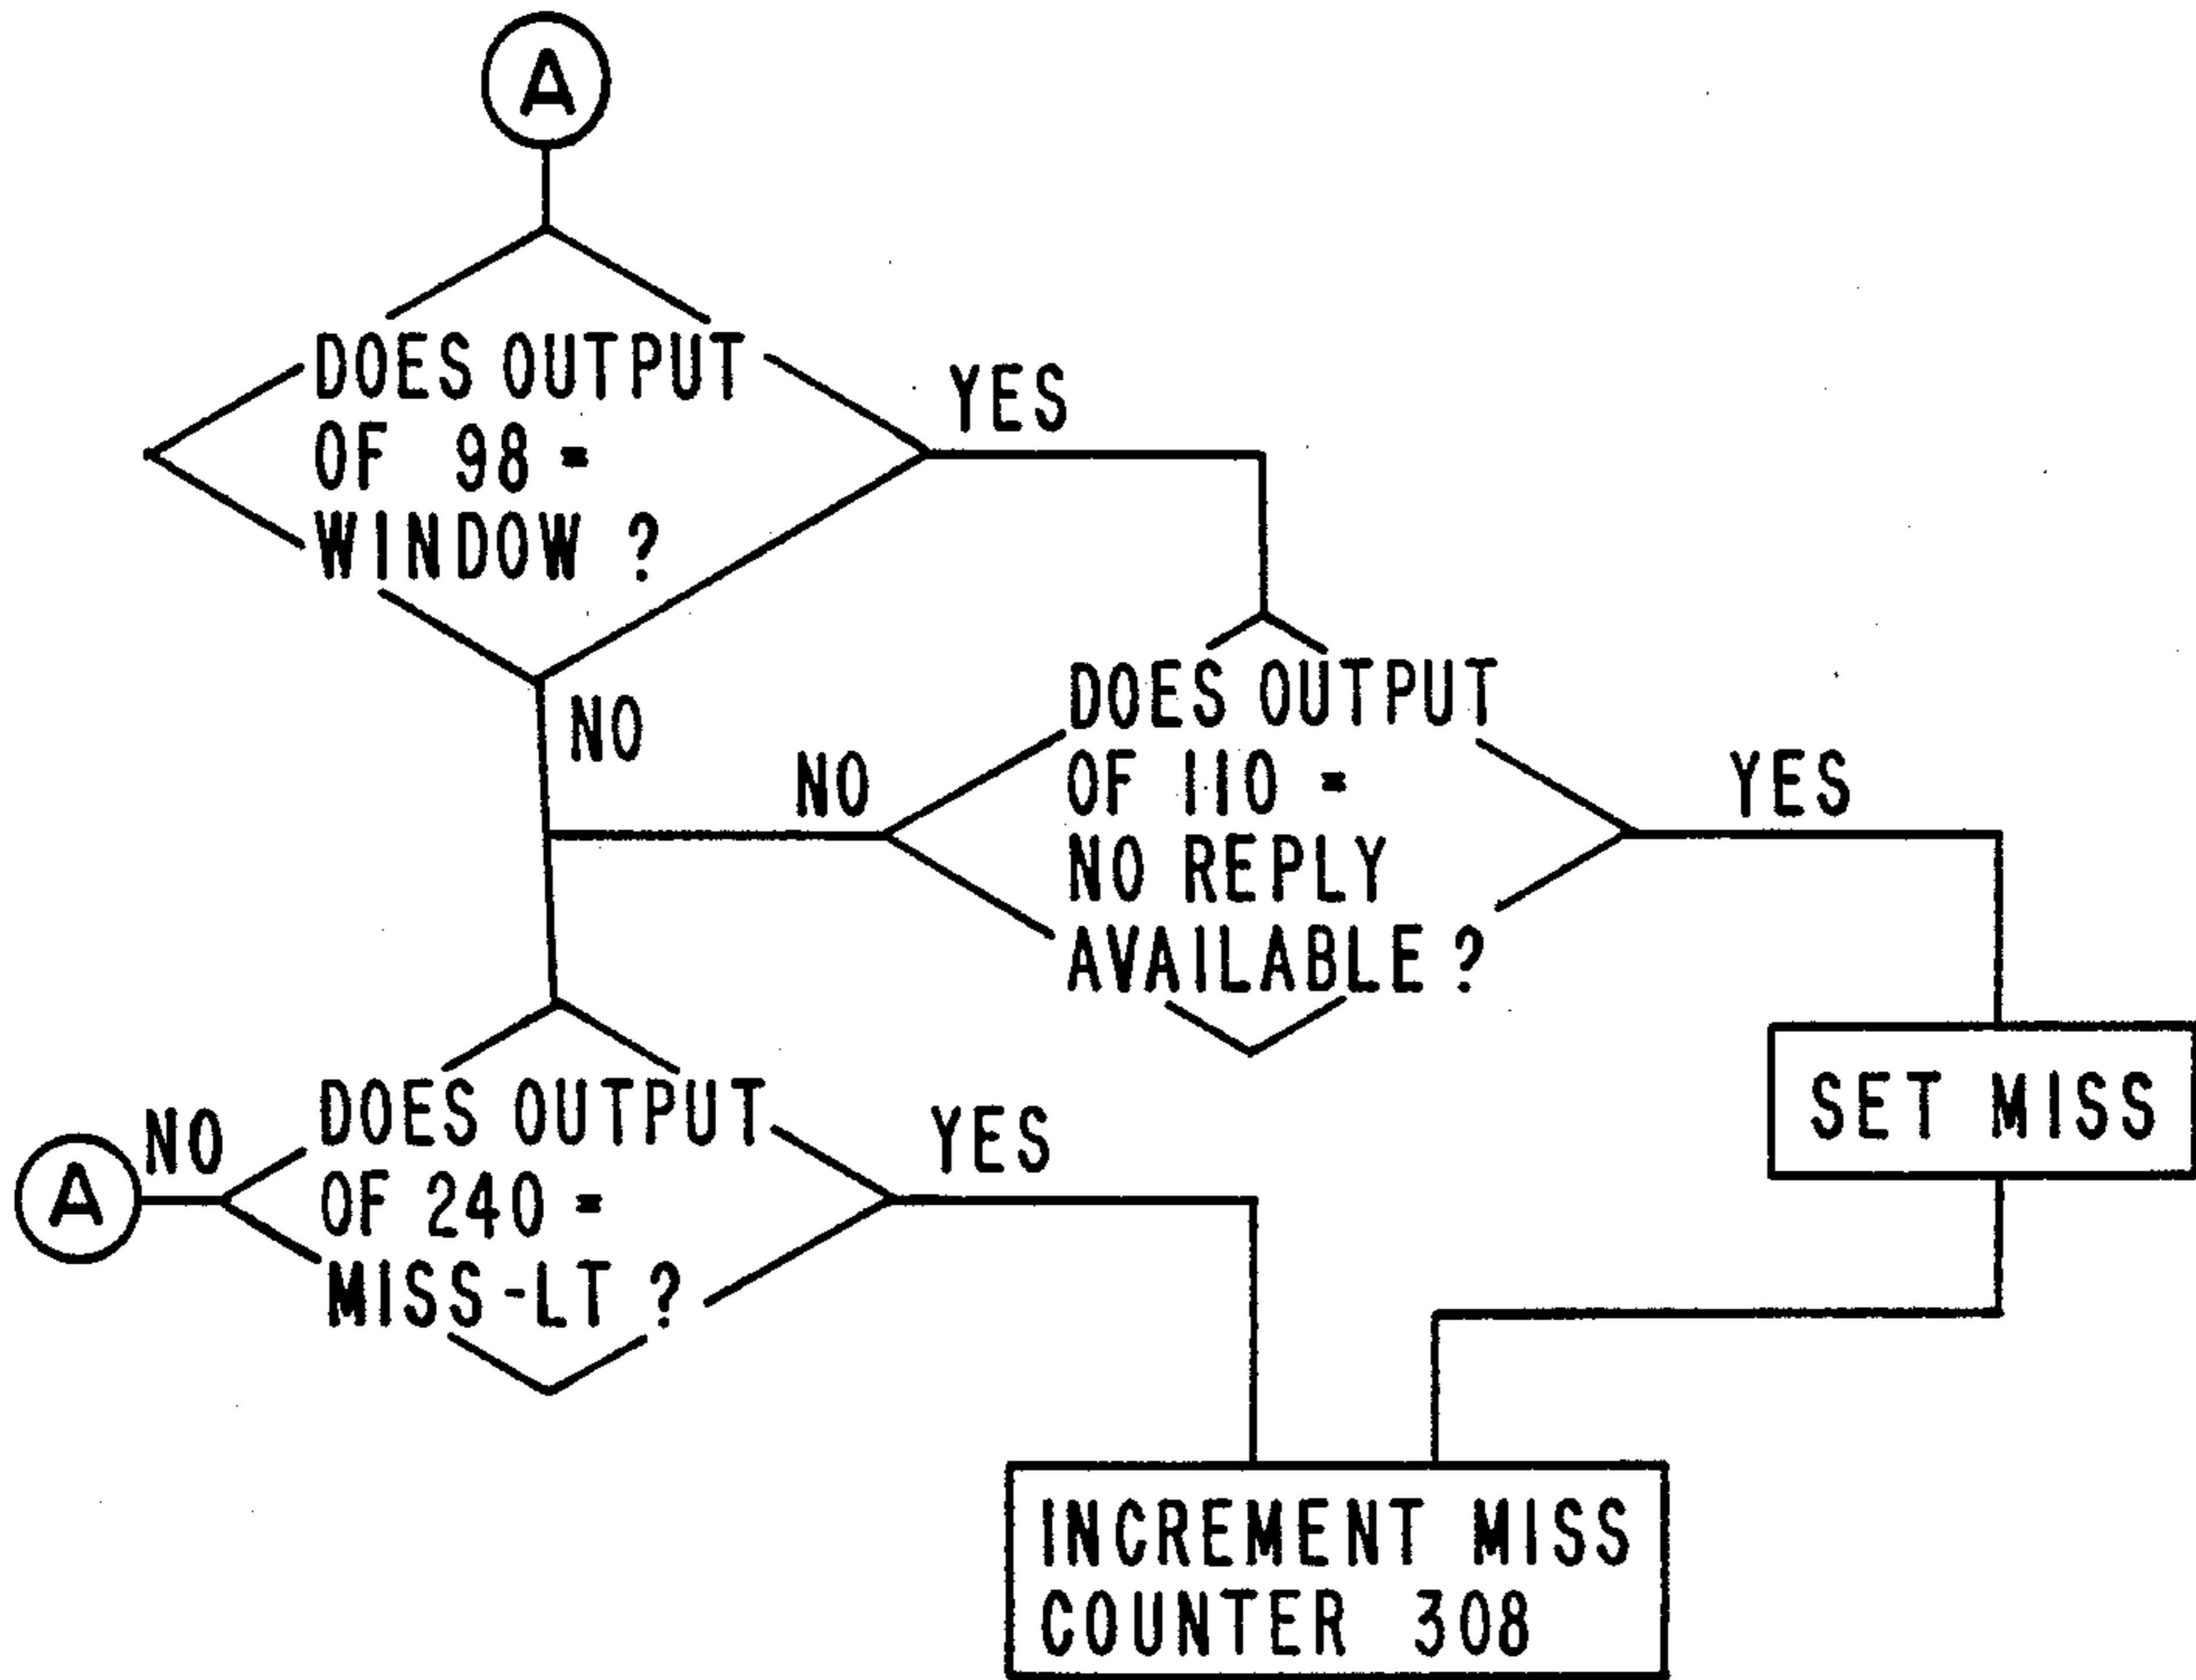 A
DOES OUTPUT
OF 98 =
WINDOW ?
YES
NO
DOES OUTPUT
OF 110 =
NO REPLY
AVAILABLE ?
NO
YES
SET MISS
DOES OUTPUT
OF 240 =
MISS-LT ?
NO
A
YES
INCREMENT MISS
COUNTER 308